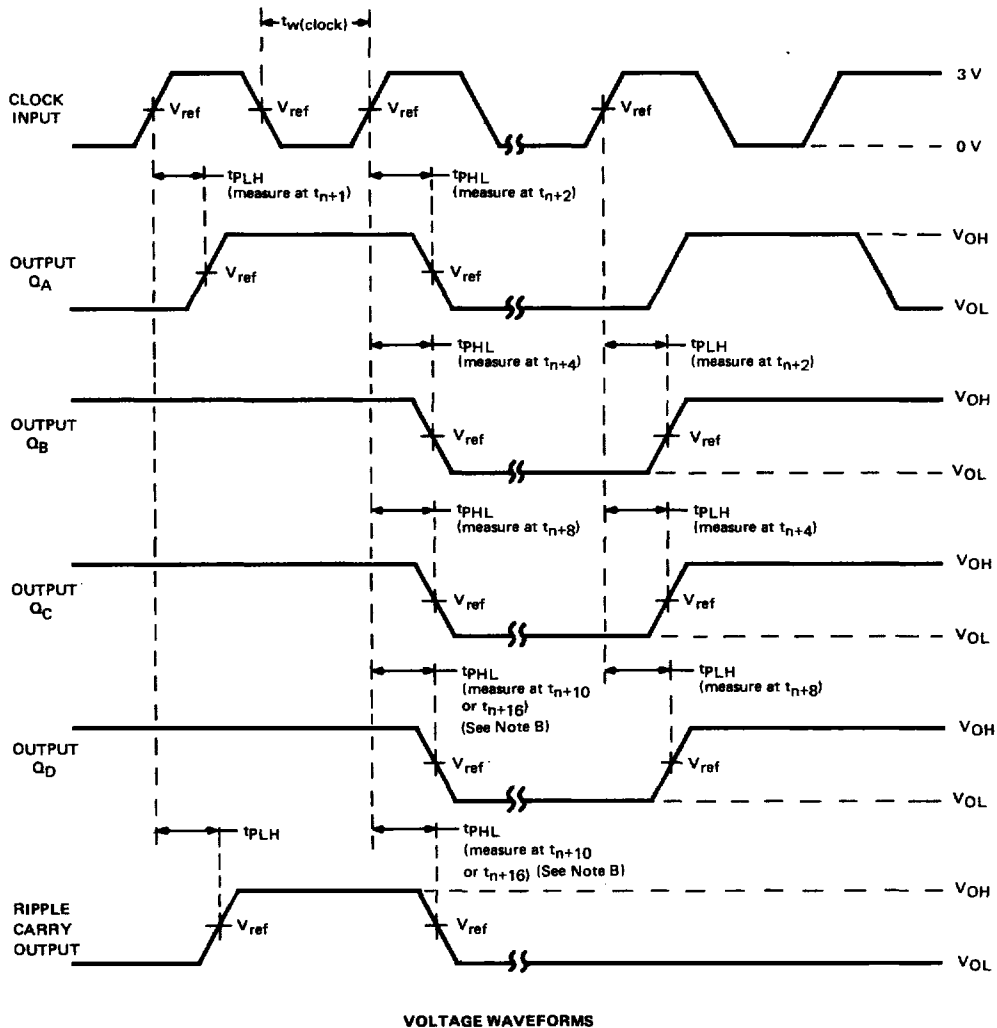 tw(clock)
3 V
CLOCK
INPUT
Vref
Vref
Vref
Vref
0 V
tPLH
(measure at tn+1)
tPHL
(measure at tn+2)
VOH
OUTPUT
QA
Vref
Vref
VOL
tPHL
(measure at tn+4)
tPLH
(measure at tn+2)
VOH
OUTPUT
QB
Vref
Vref
VOL
tPHL
(measure at tn+8)
tPLH
(measure at tn+4)
VOH
OUTPUT
QC
Vref
Vref
VOL
tPHL
(measure at tn+10
or tn+16)
(See Note B)
tPLH
(measure at tn+8)
VOH
OUTPUT
QD
Vref
Vref
VOL
tPLH
tPHL
(measure at tn+10
or tn+16) (See Note B)
VOH
RIPPLE
CARRY
OUTPUT
Vref
Vref
VOL
VOLTAGE WAVEFORMS